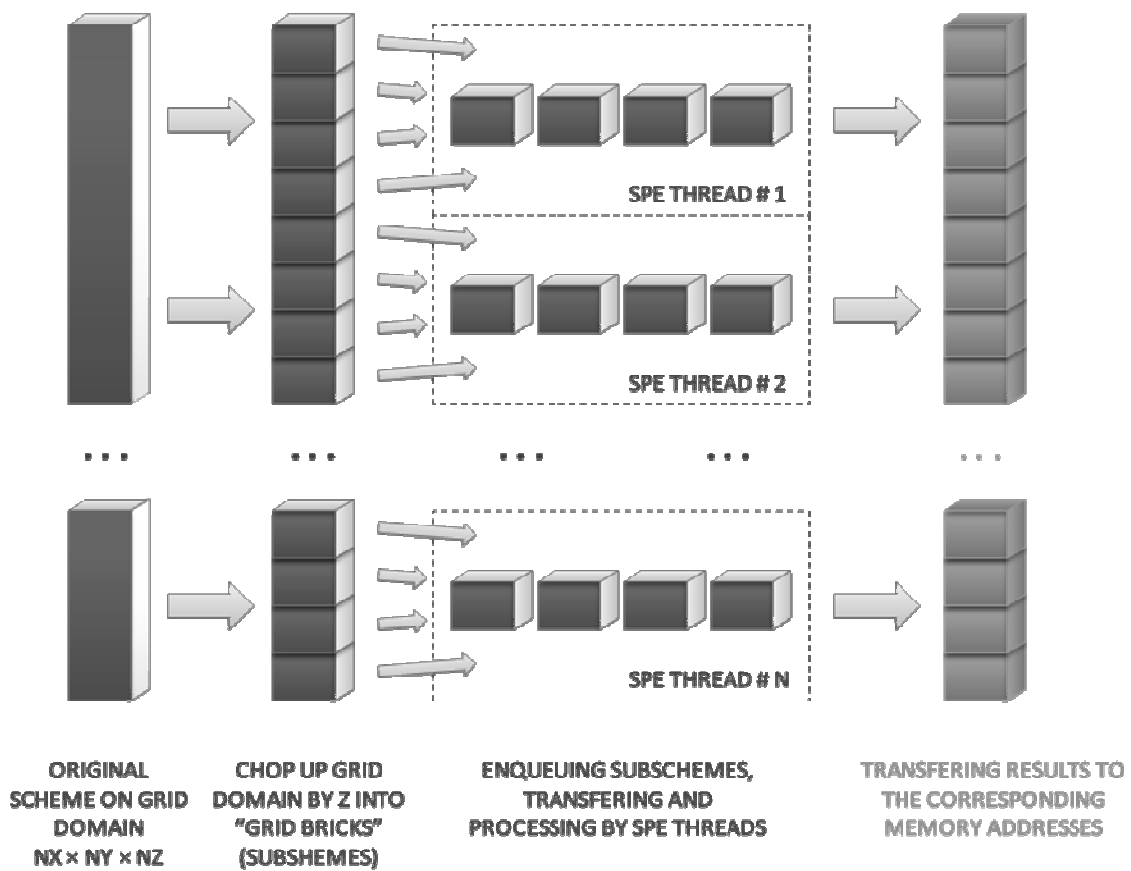 SPE THREAD # 1
SPE THREAD # 2
... ... ... ... ...
SPE THREAD # N
ORIGINAL
SCHEME ON GRID
DOMAIN
NX × NY × NZ
CHOP UP GRID
DOMAIN BY Z INTO
"GRID BRICKS"
(SUBSHEMES)
ENQUEUING SUBSCHEMES,
TRANSFERING AND
PROCESSING BY SPE THREADS
TRANSFERING RESULTS TO
THE CORRESPONDING
MEMORY ADDRESSES